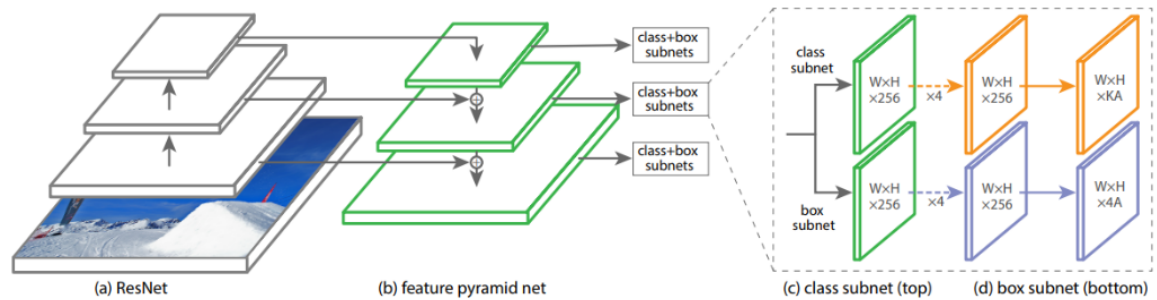 class+box
subnets
class+box
subnets
class+box
subnets
class
subnet
W×H
×256
×4
W×H
×256
W×H
×KA
box
subnet
W×H
×256
×4
W×H
×256
W×H
×4A
(a) ResNet
(b) feature pyramid net
(c) class subnet (top)
(d) box subnet (bottom)